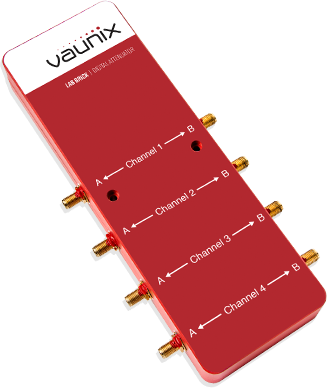 vaunix
LAB BRICK | DIGITAL ATTENUATOR
A Channel 1 B
A Channel 2 B
A Channel 3 B
A Channel 4 B